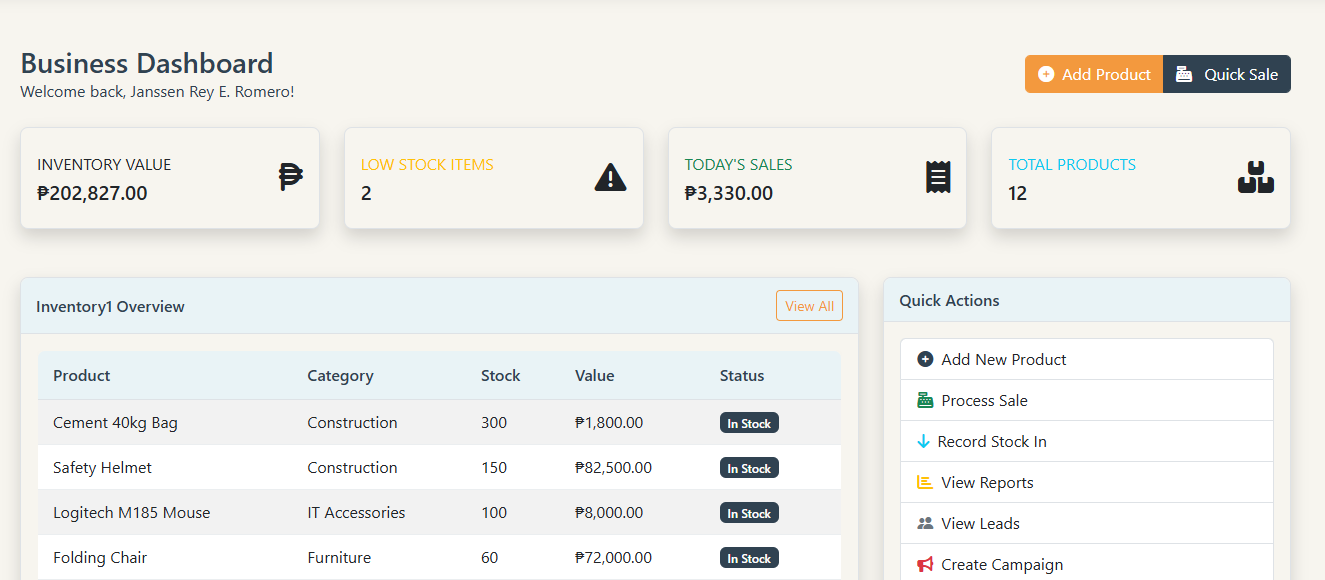 Business Dashboard
Welcome back, Janssen Rey E. Romero!
Add Product Quick Sale
INVENTORY VALUE
₱202,827.00
LOW STOCK ITEMS
2
TODAY'S SALES
₱3,330.00
TOTAL PRODUCTS
12
Inventory1 Overview View All
Product Category Stock Value Status
Cement 40kg Bag Construction 300 ₱1,800.00 In Stock
Safety Helmet Construction 150 ₱82,500.00 In Stock
Logitech M185 Mouse IT Accessories 100 ₱8,000.00 In Stock
Folding Chair Furniture 60 ₱72,000.00 In Stock
Quick Actions
Add New Product
Process Sale
Record Stock In
View Reports
View Leads
Create Campaign